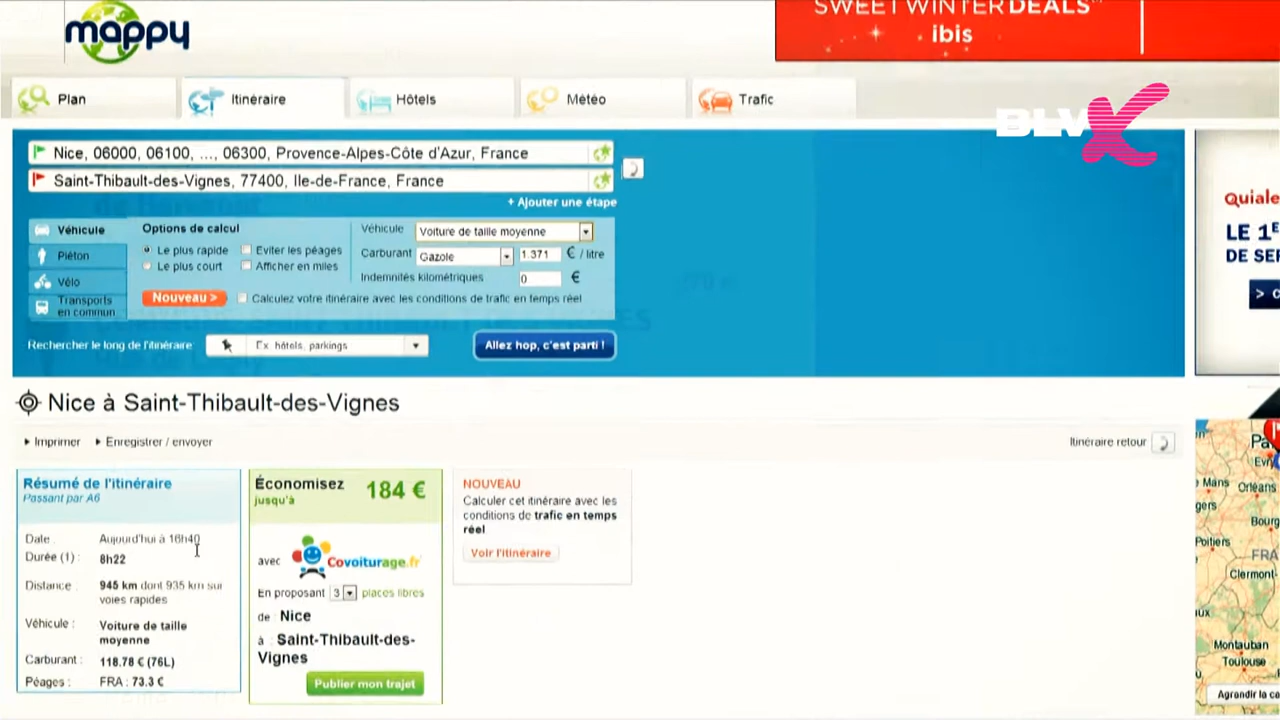 mappy
SWEET WINTER DEALS
ibis
Plan
Itinéraire
Hôtels
Météo
Trafic
BLV
Nice, 06000, 06100, ..., 06300, Provence-Alpes-Côte d'Azur, France
Saint-Thibault-des-Vignes, 77400, Ile-de-France, France
+ Ajouter une étape
Véhicule
Piéton
Vélo
Transports
en commun
Options de calcul
Le plus rapide
Eviter les péages
Le plus court
Afficher en miles
Véhicule
Voiture de taille moyenne
Carburant
Gazole
1.371
€ / litre
Indemnités kilométriques
0
€
Nouveau >
Calculez votre itinéraire avec les conditions de trafic en temps réel
Rechercher le long de l'itinéraire
Ex. hôtels, parkings
Allez hop, c'est parti !
LE 1E
DE SER
Nice à Saint-Thibault-des-Vignes
Imprimer
Enregistrer / envoyer
Itinéraire retour
Résumé de l'itinéraire
Passant par A6
Date : Aujourd'hui à 16h40
Durée (1) : 8h22
Distance : 945 km dont 935 km sur
voies rapides
Véhicule : Voiture de taille
moyenne
Carburant : 118.78 € (76L)
Péages : FRA : 73.3 €
Économisez
jusqu'à
184 €
avec Covoiturage.fr
En proposant 3 places libres
de : Nice
à : Saint-Thibault-des-
Vignes
Publier mon trajet
NOUVEAU
Calculer cet itinéraire avec les
conditions de trafic en temps
réel
Voir l'itinéraire
Pa
Evry
Mans
Orléans
gers
Bourg
Poitiers
FRA
Clermont-
Montauban
Toulouse
Agrandir la ca